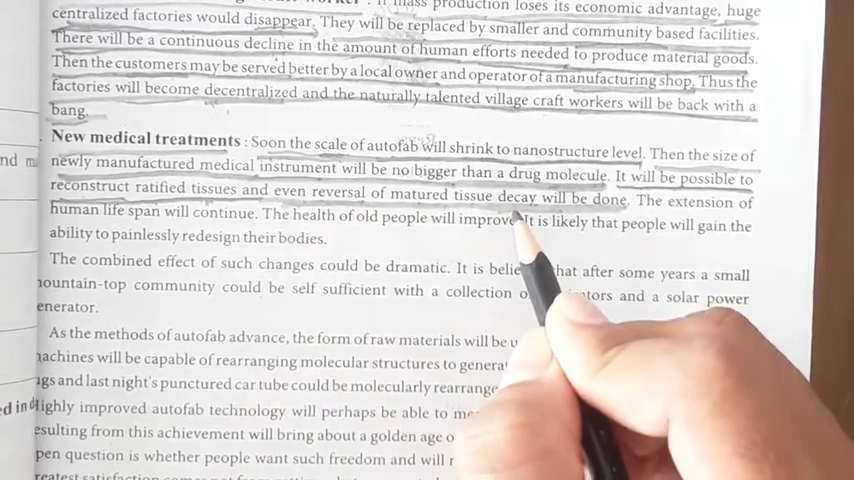 mass production loses its economic advantage, huge
centralized factories would disappear. They will be replaced by smaller and community based facilities.
There will be a continuous decline in the amount of human efforts needed to produce material goods.
Then the customers may be served better by a local owner and operator of a manufacturing shop. Thus the
factories will become decentralized and the naturally talented village craft workers will be back with a
bang.
New medical treatments : Soon the scale of autofab will shrink to nanostructure level. Then the size of
newly manufactured medical instrument will be no bigger than a drug molecule. It will be possible to
reconstruct ratified tissues and even reversal of matured tissue decay will be done. The extension of
human life span will continue. The health of old people will improve. It is likely that people will gain the
ability to painlessly redesign their bodies.
The combined effect of such changes could be dramatic. It is that after some years a small
mountain-top community could be self sufficient with a collection and a solar power
enerator.
As the methods of autofab advance, the form of raw materials will be
machines will be capable of rearranging molecular structures to
and last night's punctured car tube could be molecularly
Highly improved autofab technology will perhaps be able to
esulting from this achievement will bring about a golden age
pen question is whether people want such freedom and will